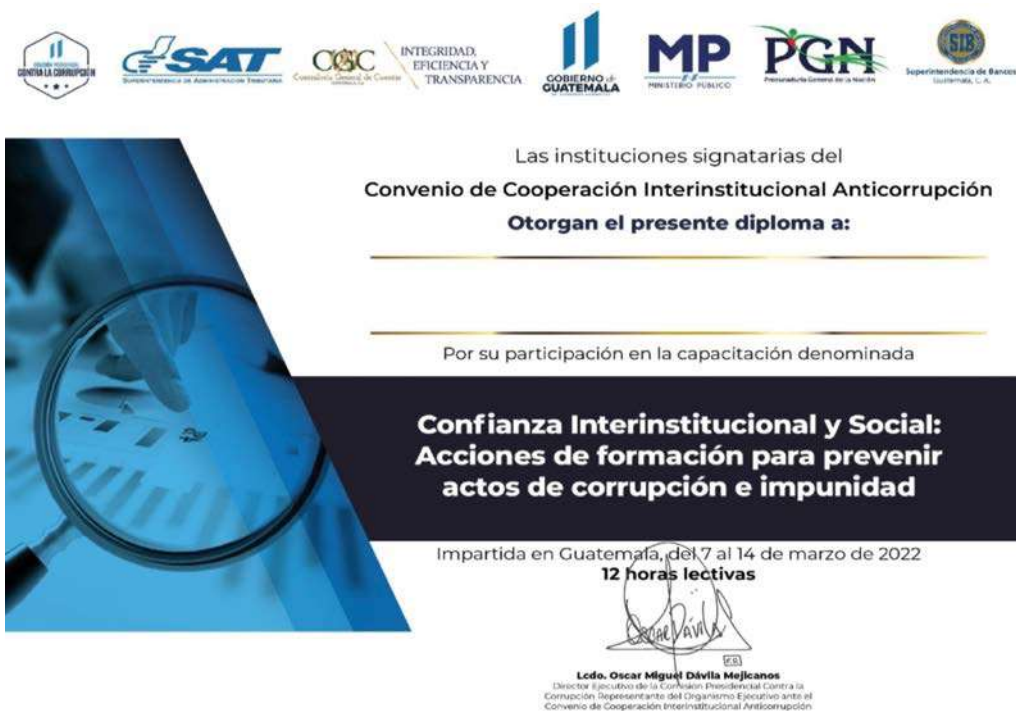 COMISIÓN PRESIDENCIAL
CONTRA LA CORRUPCIÓN
SAT
SUPERINTENDENCIA DE ADMINISTRACIÓN TRIBUTARIA
CGC
Contraloría General de Cuentas
INTEGRIDAD,
EFICIENCIA Y
TRANSPARENCIA
GOBIERNO de
GUATEMALA
MP
MINISTERIO PÚBLICO
PGN
Procuraduría General de la Nación
SIB
Superintendencia de Bancos
Guatemala, C. A.
Las instituciones signatarias del
Convenio de Cooperación Interinstitucional Anticorrupción
Otorgan el presente diploma a:
Por su participación en la capacitación denominada
Confianza Interinstitucional y Social:
Acciones de formación para prevenir
actos de corrupción e impunidad
Impartida en Guatemala, del 7 al 14 de marzo de 2022
12 horas lectivas
OSCAR DÁVILA
Lcdo. Oscar Miguel Dávila Mejicanos
Director Ejecutivo de la Comisión Presidencial Contra la
Corrupción Representante del Organismo Ejecutivo ante el
Convenio de Cooperación Interinstitucional Anticorrupción